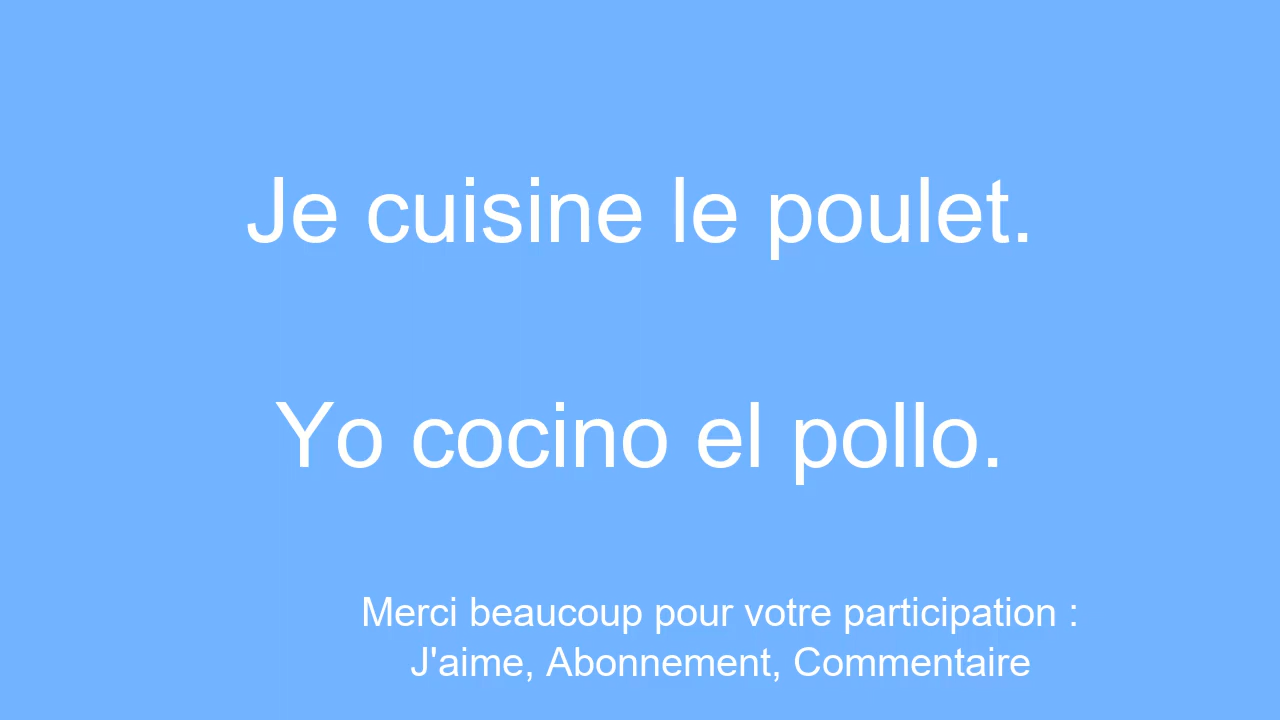 Je cuisine le poulet.
Yo cocino el pollo.
Merci beaucoup pour votre participation :
J'aime, Abonnement, Commentaire